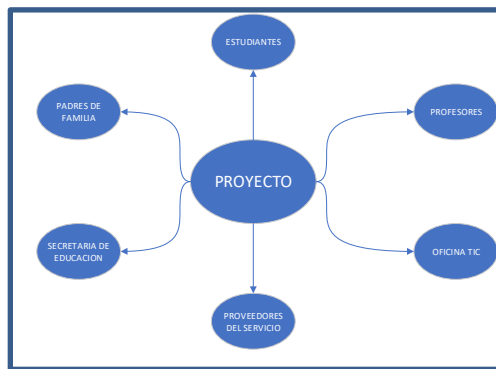 ESTUDIANTES
PADRES DE
FAMILIA
PROFESORES
PROYECTO
SECRETARIA DE
EDUCACION
OFICINA TIC
PROVEEDORES
DEL SERVICIO